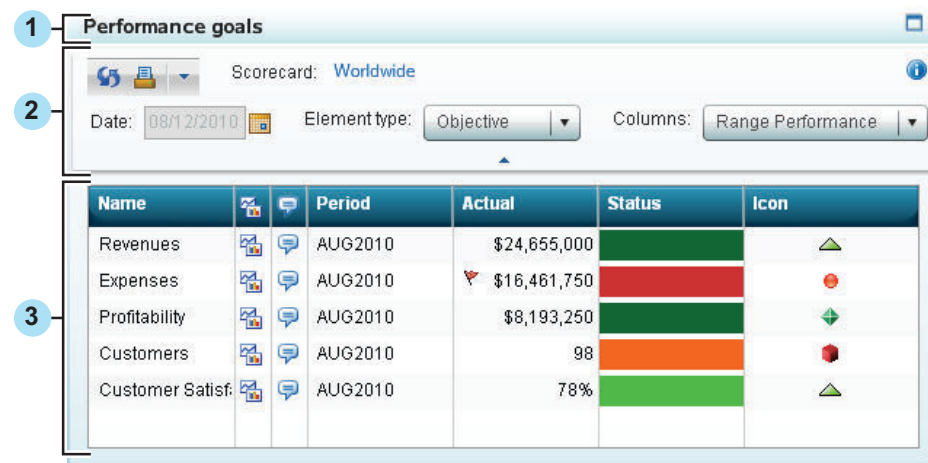 1 Performance goals
2
Scorecard: Worldwide
Date: 08/12/2010 Element type: Objective Columns: Range Performance
3
Name Period Actual Status Icon
Revenues AUG2010 $24,655,000
Expenses AUG2010 $16,461,750
Profitability AUG2010 $8,193,250
Customers AUG2010 98
Customer Satisf: AUG2010 78%